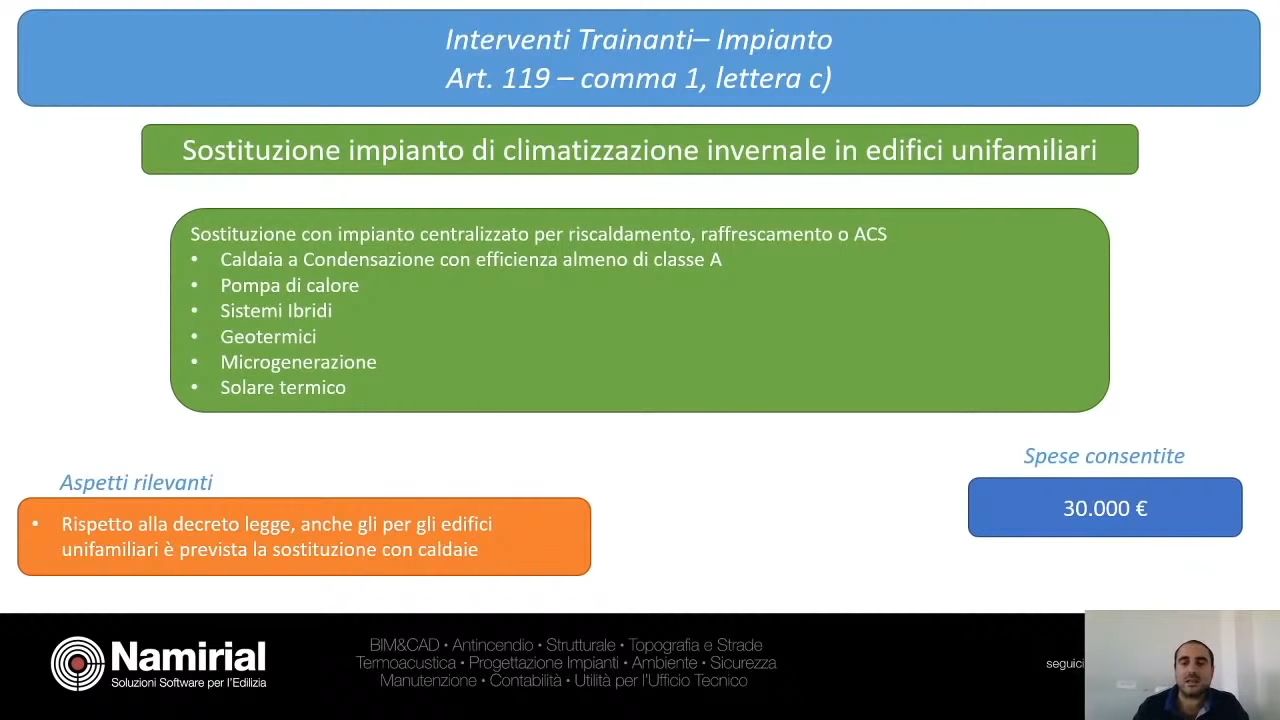 Interventi Trainanti– Impianto
Art. 119 – comma 1, lettera c)
Sostituzione impianto di climatizzazione invernale in edifici unifamiliari
Sostituzione con impianto centralizzato per riscaldamento, raffrescamento o ACS
• Caldaia a Condensazione con efficienza almeno di classe A
• Pompa di calore
• Sistemi Ibridi
• Geotermici
• Microgenerazione
• Solare termico
Aspetti rilevanti
• Rispetto alla decreto legge, anche gli per gli edifici
unifamiliari è prevista la sostituzione con caldaie
Spese consentite
30.000 €
Namirial
Soluzioni Software per l'Edilizia
BIM&CAD • Antincendio • Strutturale • Topografia e Strade
Termoacustica • Progettazione Impianti • Ambiente • Sicurezza
Manutenzione • Contabilità • Utilità per l'Ufficio Tecnico
seguici